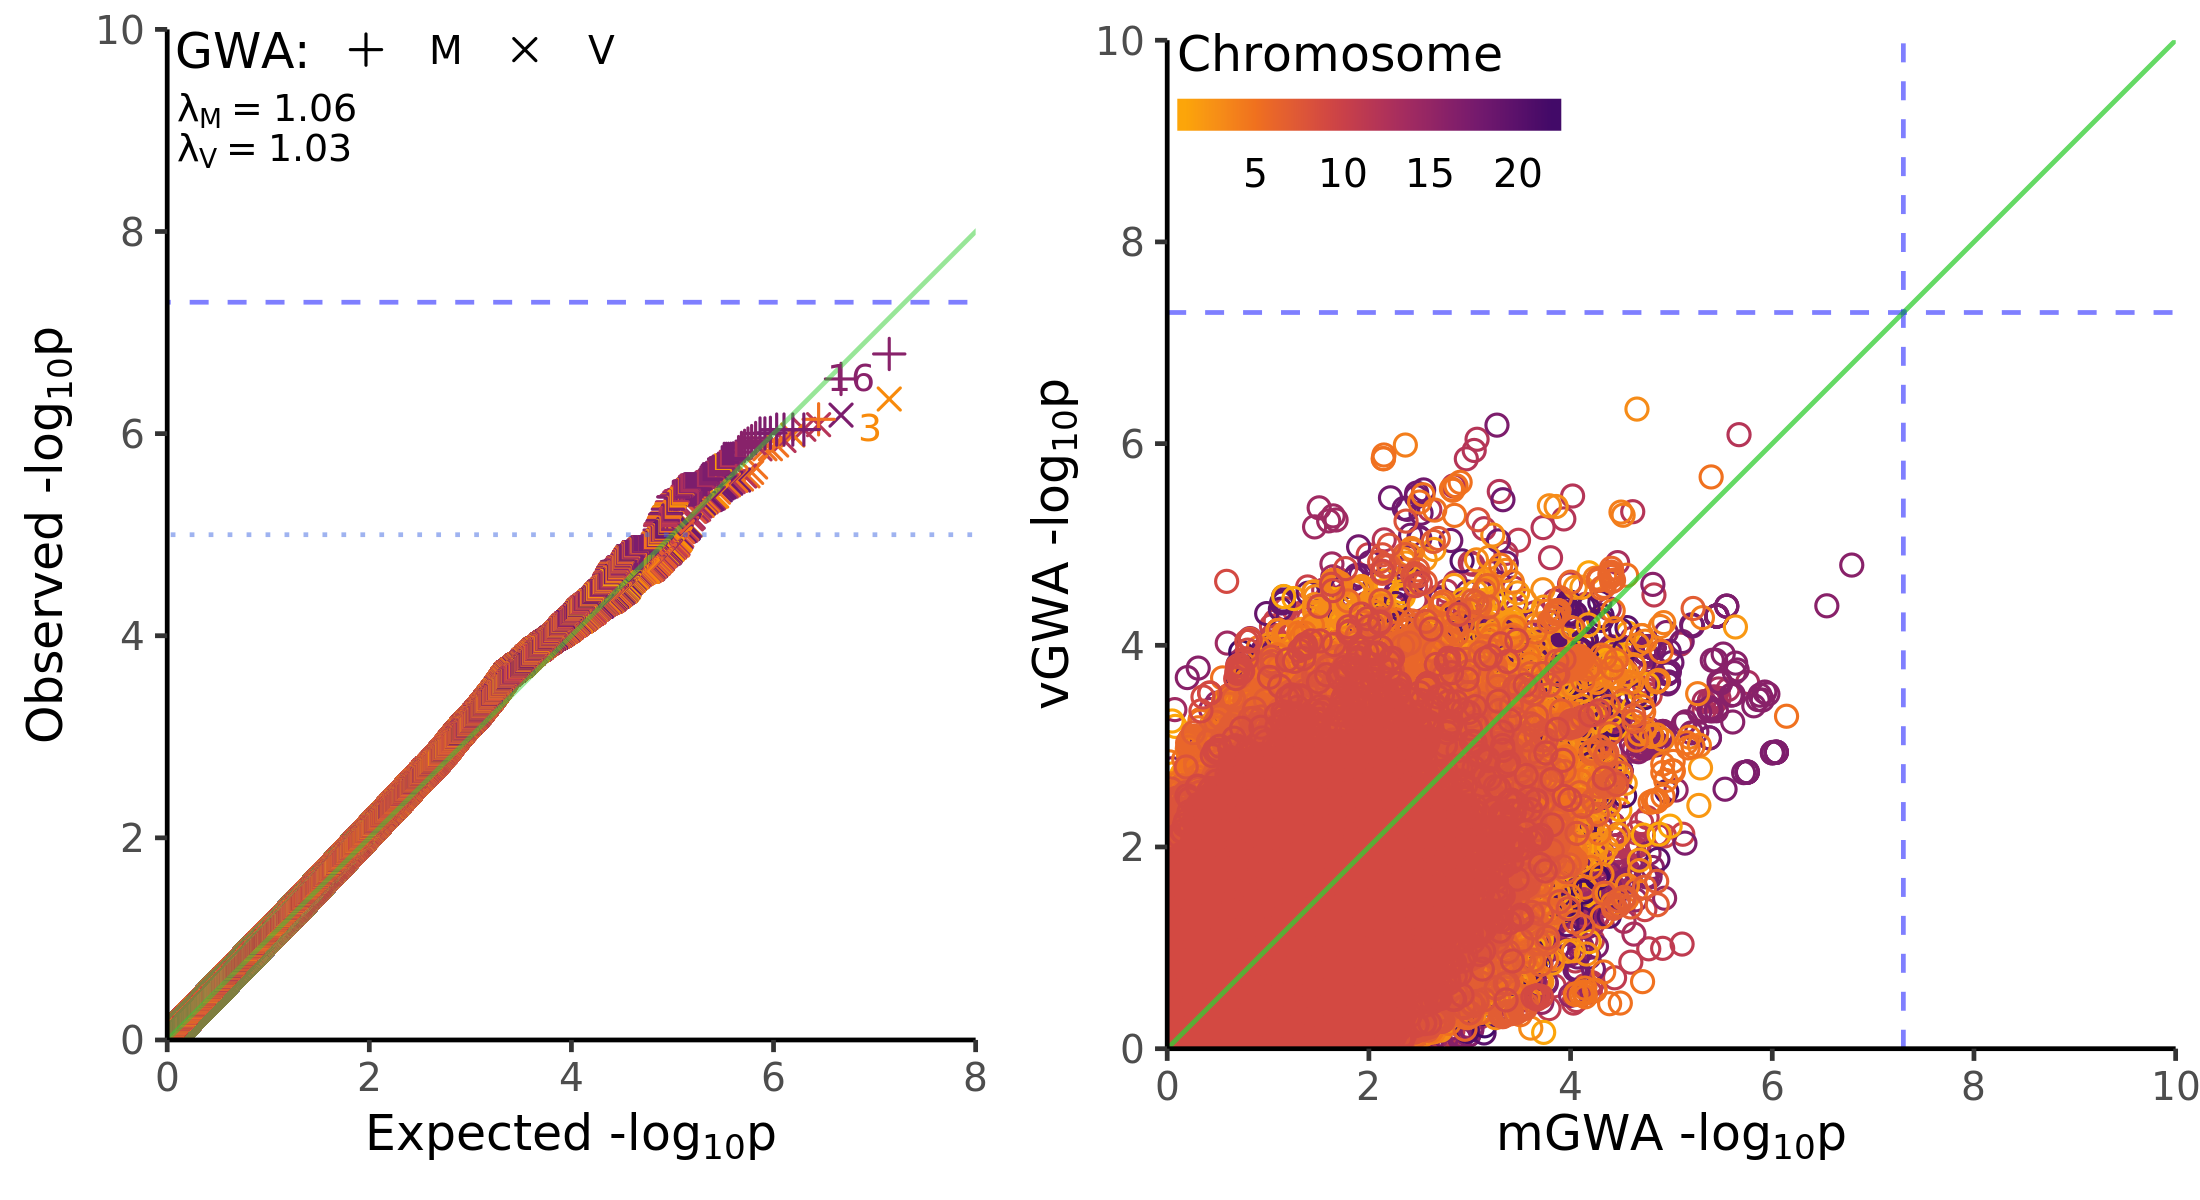 GWA: + M × V
λM = 1.06
λV = 1.03
10
8
6
4
2
0
16
3
0 2 4 6 8
Observed -log10p
Expected -log10p
Chromosome
5 10 15 20
10
8
6
4
2
0
0 2 4 6 8 10
vGWA -log10p
mGWA -log10p